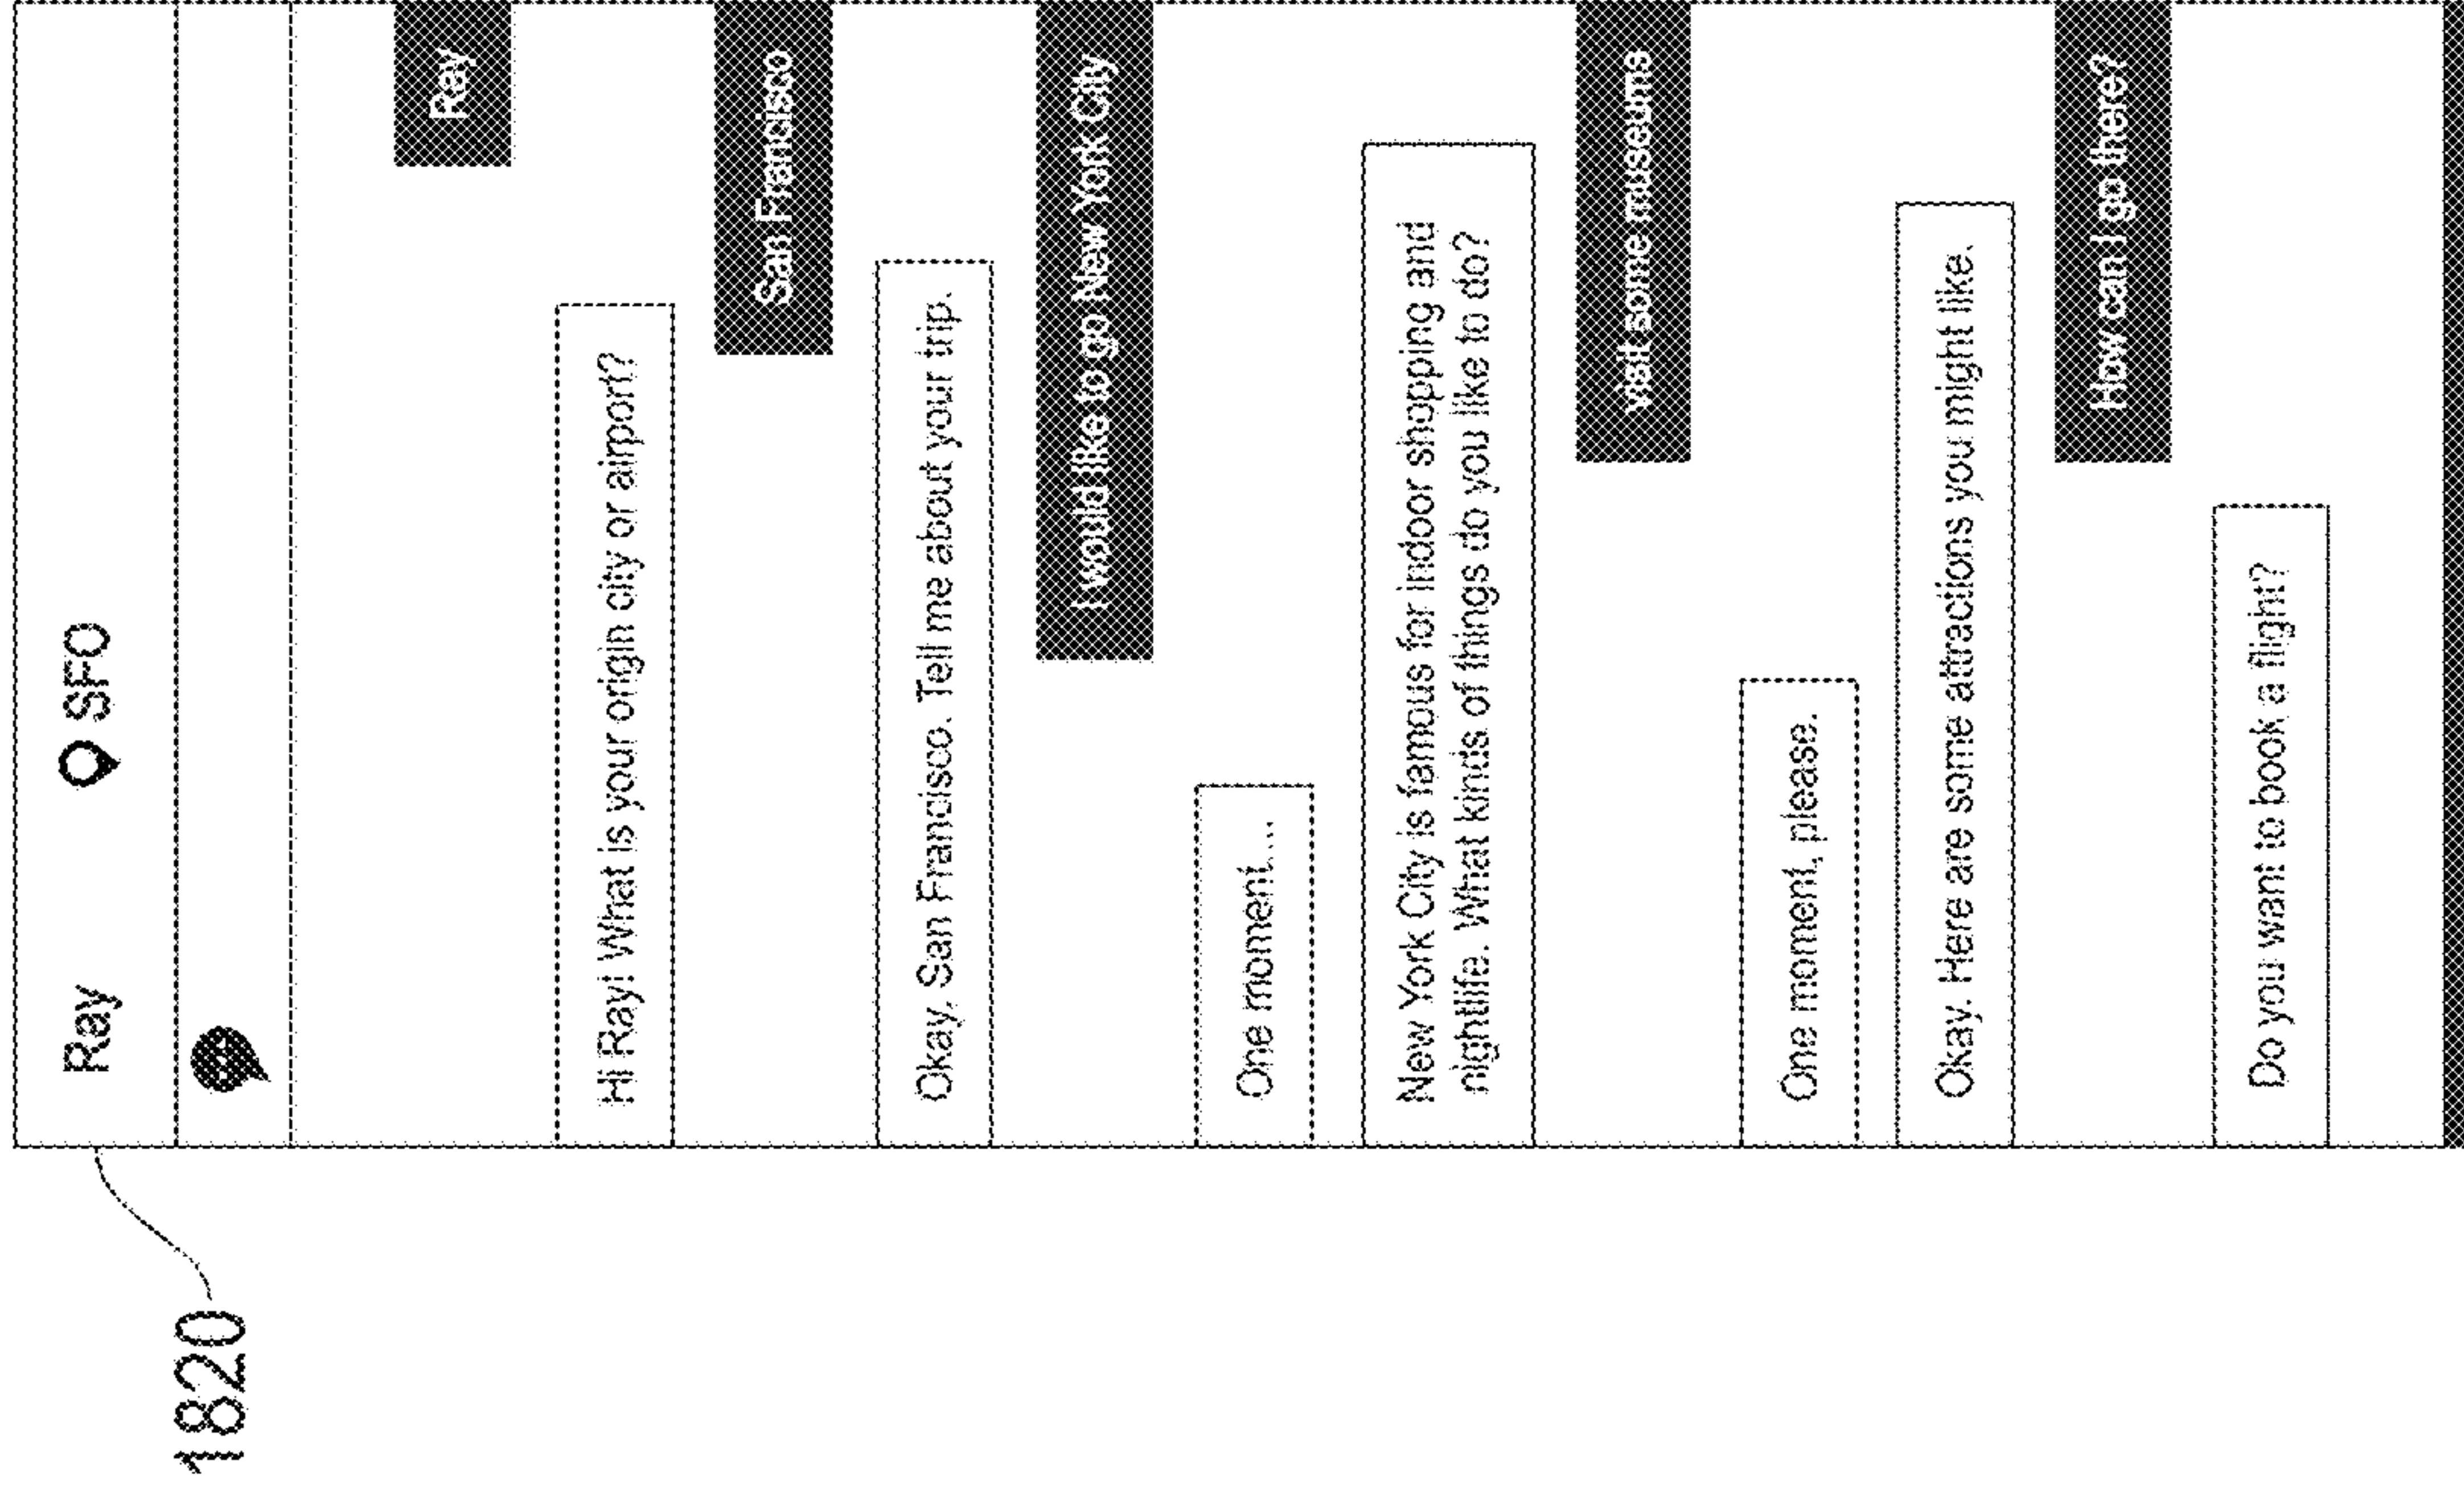 1820
Ray SFO
Ray
Hi Ray! What is your origin city or airport?
San Francisco
Okay, San Francisco. Tell me about your trip.
I would like to go New York City
One moment...
New York City is famous for indoor shopping and
nightlife. What kinds of things do you like to do?
visit some museums
One moment, please.
Okay. Here are some attractions you might like.
How can I go there?
Do you want to book a flight?